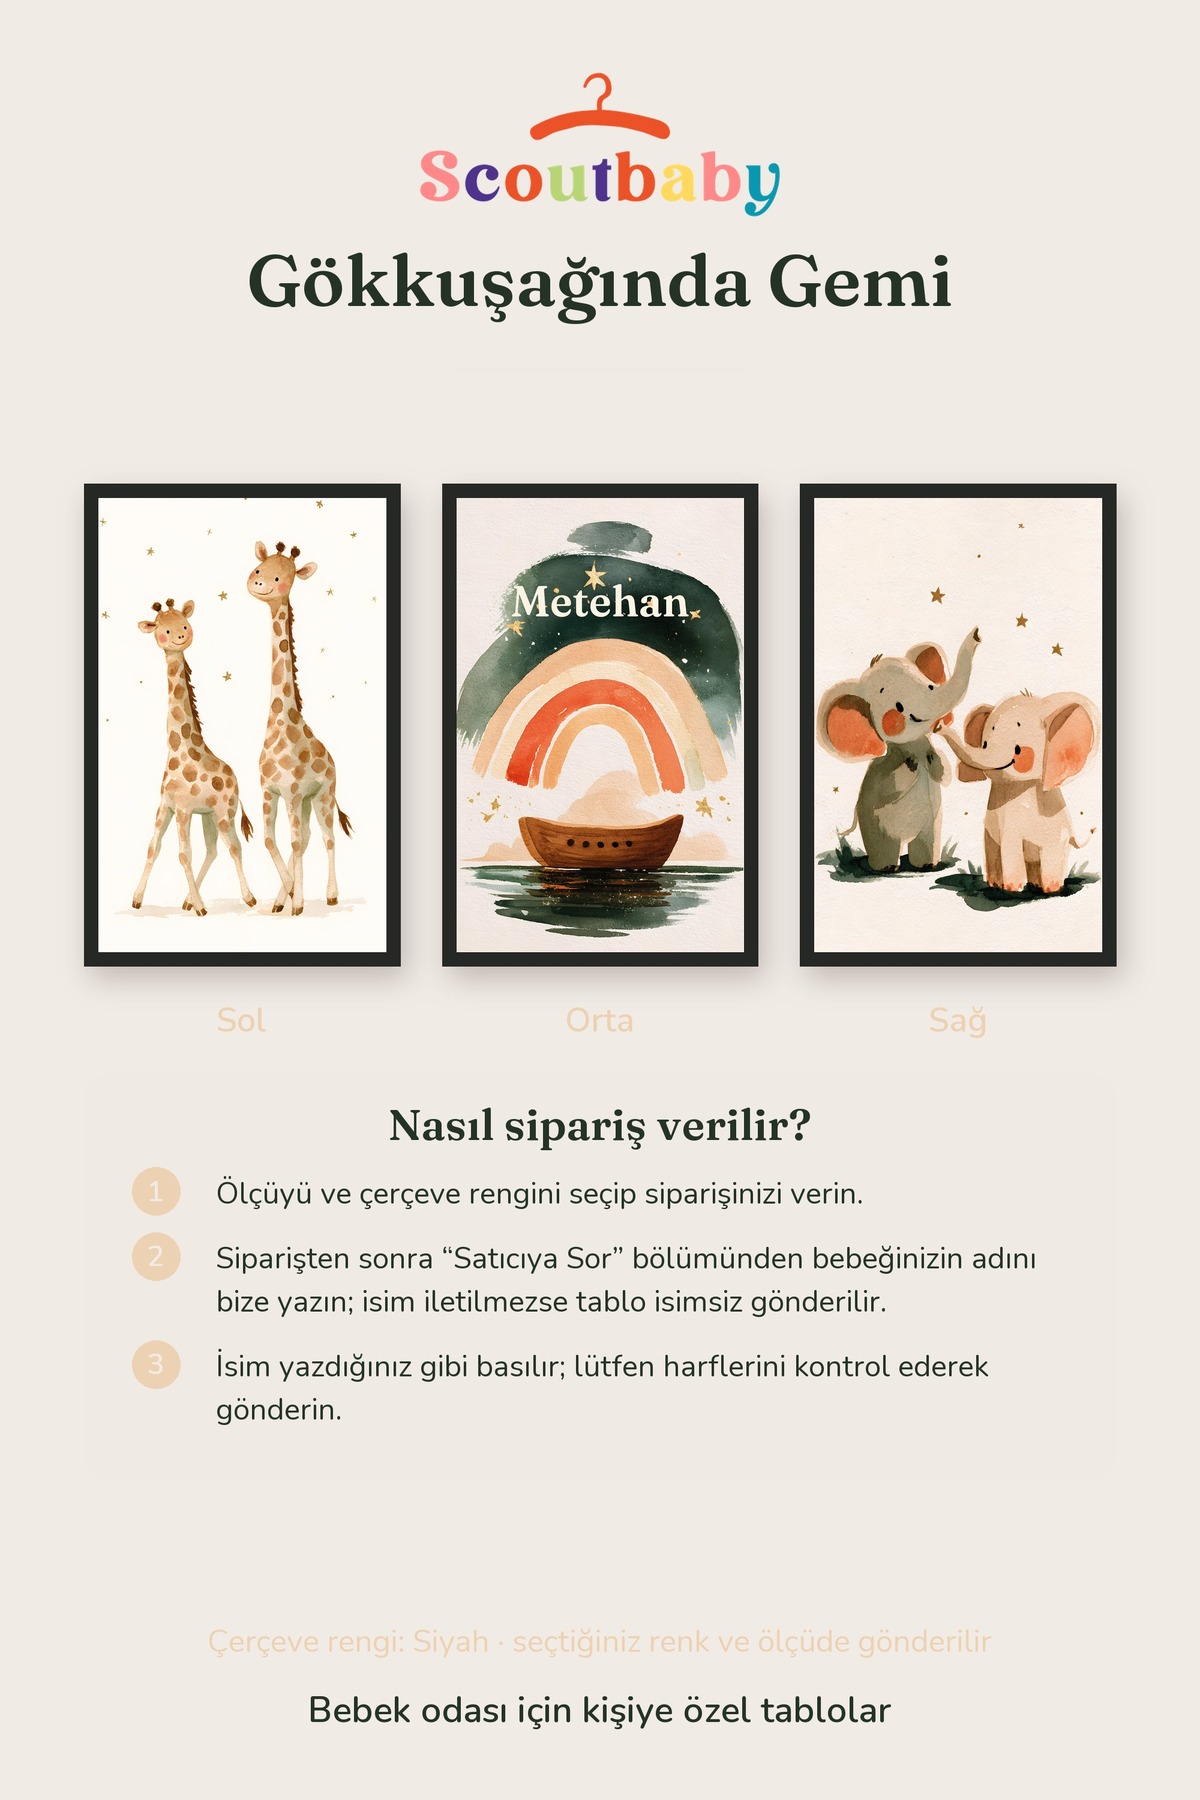 Scoutbaby
Gökkuşağında Gemi
Metehan
Sol
Orta
Sağ
Nasıl sipariş verilir?
1 Ölçüyü ve çerçeve rengini seçip siparişinizi verin.
2 Siparişten sonra “Satıcıya Sor” bölümünden bebeğinizin adını
bize yazın; isim iletilmezse tablo isimsiz gönderilir.
3 İsim yazdığınız gibi basılır; lütfen harflerini kontrol ederek
gönderin.
Çerçeve rengi: Siyah · seçtiğiniz renk ve ölçüde gönderilir
Bebek odası için kişiye özel tablolar